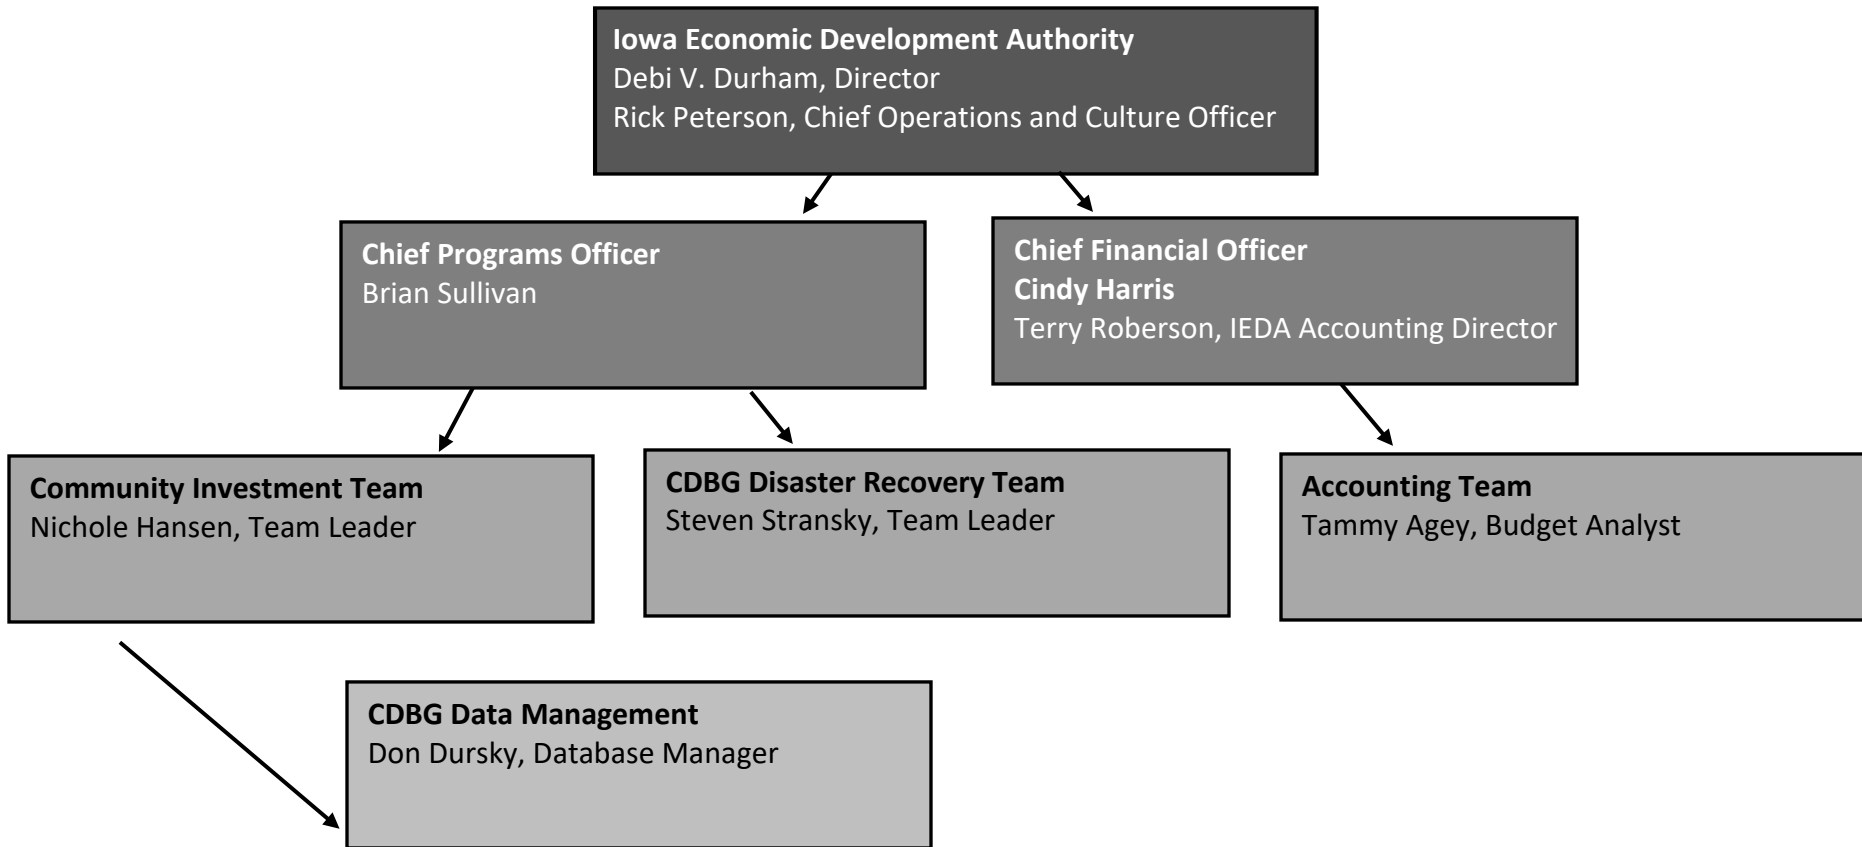 Iowa Economic Development Authority
Debi V. Durham, Director
Rick Peterson, Chief Operations and Culture Officer
Chief Programs Officer
Brian Sullivan
Chief Financial Officer
Cindy Harris
Terry Roberson, IEDA Accounting Director
Community Investment Team
Nichole Hansen, Team Leader
CDBG Disaster Recovery Team
Steven Stransky, Team Leader
Accounting Team
Tammy Agey, Budget Analyst
CDBG Data Management
Don Dursky, Database Manager